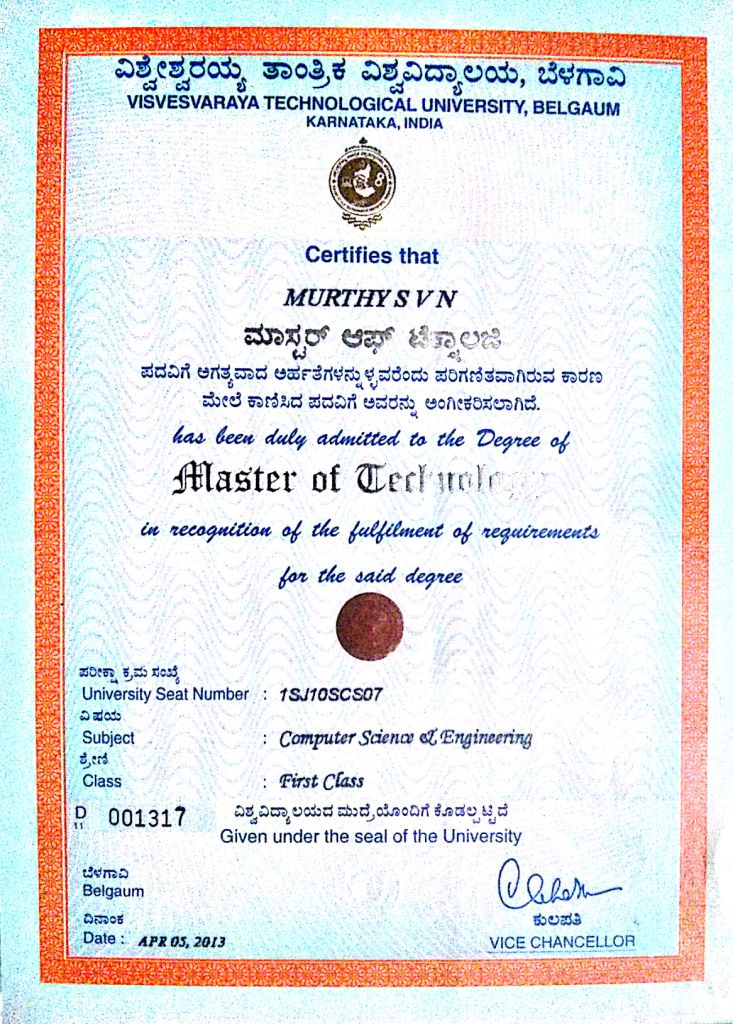 ವಿಶ್ವೇಶ್ವರಯ್ಯ ತಾಂತ್ರಿಕ ವಿಶ್ವವಿದ್ಯಾಲಯ, ಬೆಳಗಾವಿ
VISVESVARAYA TECHNOLOGICAL UNIVERSITY, BELGAUM
KARNATAKA, INDIA
Certifies that
MURTHY S V N
ಮಾಸ್ಟರ್ ಆಫ್ ಟೆಕ್ನಾಲಜಿ
ಪದವಿಗೆ ಅಗತ್ಯವಾದ ಅರ್ಹತೆಗಳನ್ನುಳ್ಳವರೆಂದು ಪರಿಗಣಿತವಾಗಿರುವ ಕಾರಣ
ಮೇಲೆ ಕಾಣಿಸಿದ ಪದವಿಗೆ ಅವರನ್ನು ಅಂಗೀಕರಿಸಲಾಗಿದೆ.
has been duly admitted to the Degree of
Master of Technology
in recognition of the fulfilment of requirements
for the said degree
ಪರೀಕ್ಷಾ ಕ್ರಮ ಸಂಖ್ಯೆ
University Seat Number : 1SJ10SCS07
ವಿಷಯ
Subject : Computer Science & Engineering
ಶ್ರೇಣಿ
Class : First Class
D 11 001317 ವಿಶ್ವವಿದ್ಯಾಲಯದ ಮುದ್ರೆಯೊಂದಿಗೆ ಕೊಡಲ್ಪಟ್ಟಿದೆ
Given under the seal of the University
ಬೆಳಗಾವಿ
Belgaum
ದಿನಾಂಕ ಕುಲಪತಿ
Date : APR 05, 2013 VICE CHANCELLOR